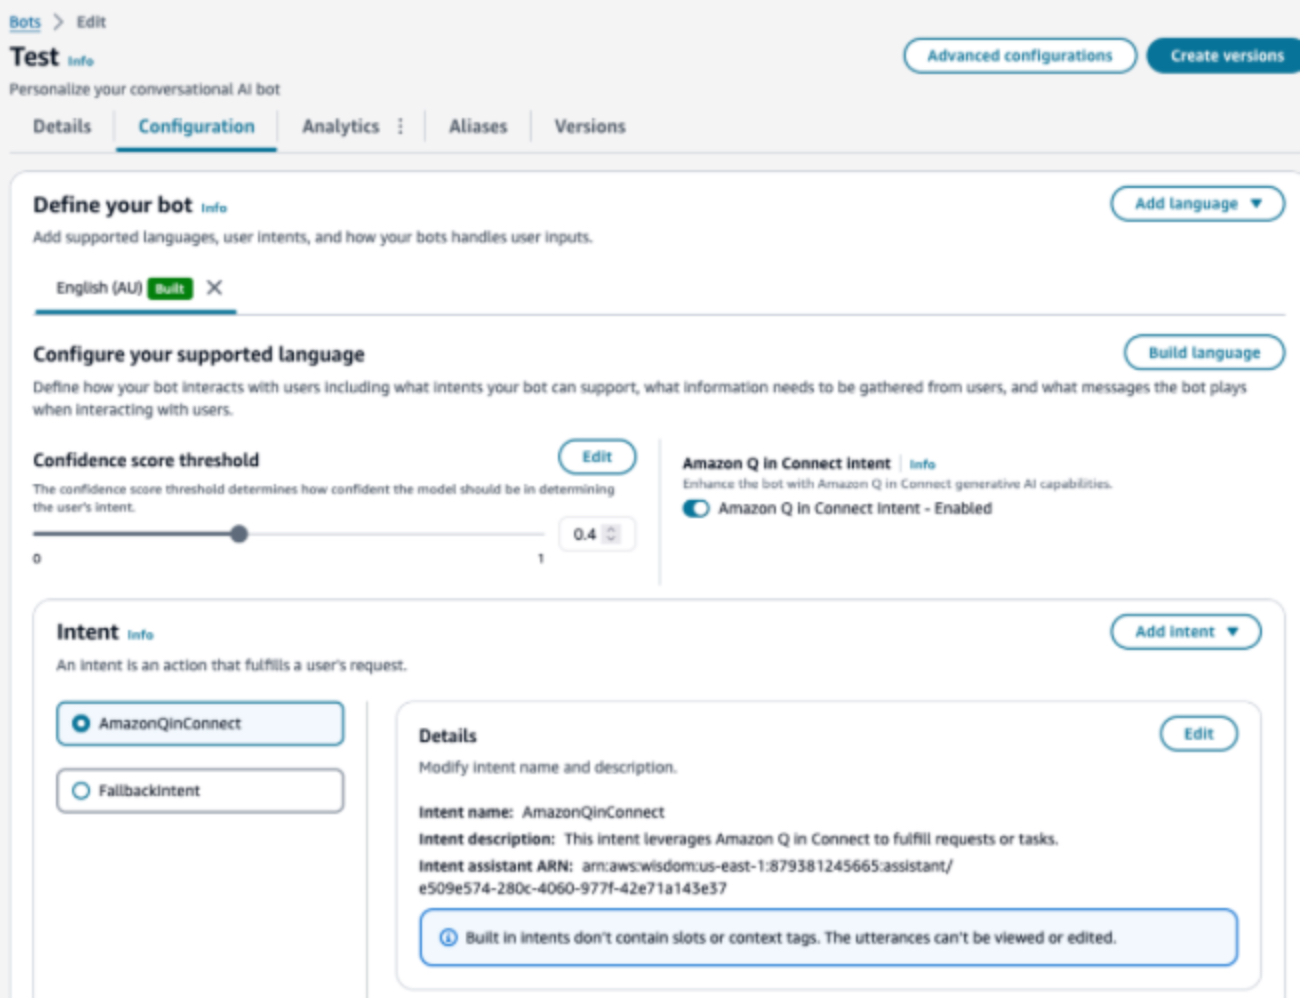 Bots > Edit
Test Info
Advanced configurations
Create versions
Personalize your conversational AI bot
Details
Configuration
Analytics
Aliases
Versions
Define your bot Info
Add language
Add supported languages, user intents, and how your bots handles user inputs.
English (AU) Built
Configure your supported language
Build language
Define how your bot interacts with users including what intents your bot can support, what information needs to be gathered from users, and what messages the bot plays
when interacting with users.
Confidence score threshold
Edit
The confidence score threshold determines how confident the model should be in determining
the user's intent.
0.4
0
1
Amazon Q in Connect intent Info
Enhance the bot with Amazon Q in Connect generative AI capabilities.
Amazon Q in Connect Intent - Enabled
Intent Info
Add intent
An intent is an action that fulfills a user's request.
AmazonQinConnect
FallbackIntent
Details
Edit
Modify intent name and description.
Intent name: AmazonQinConnect
Intent description: This intent leverages Amazon Q in Connect to fulfill requests or tasks.
Intent assistant ARN: arn:aws:wisdom:us-east-1:879381245665:assistant/
e509e574-280c-4060-977f-42e71a143e37
Built in intents don't contain slots or context tags. The utterances can't be viewed or edited.